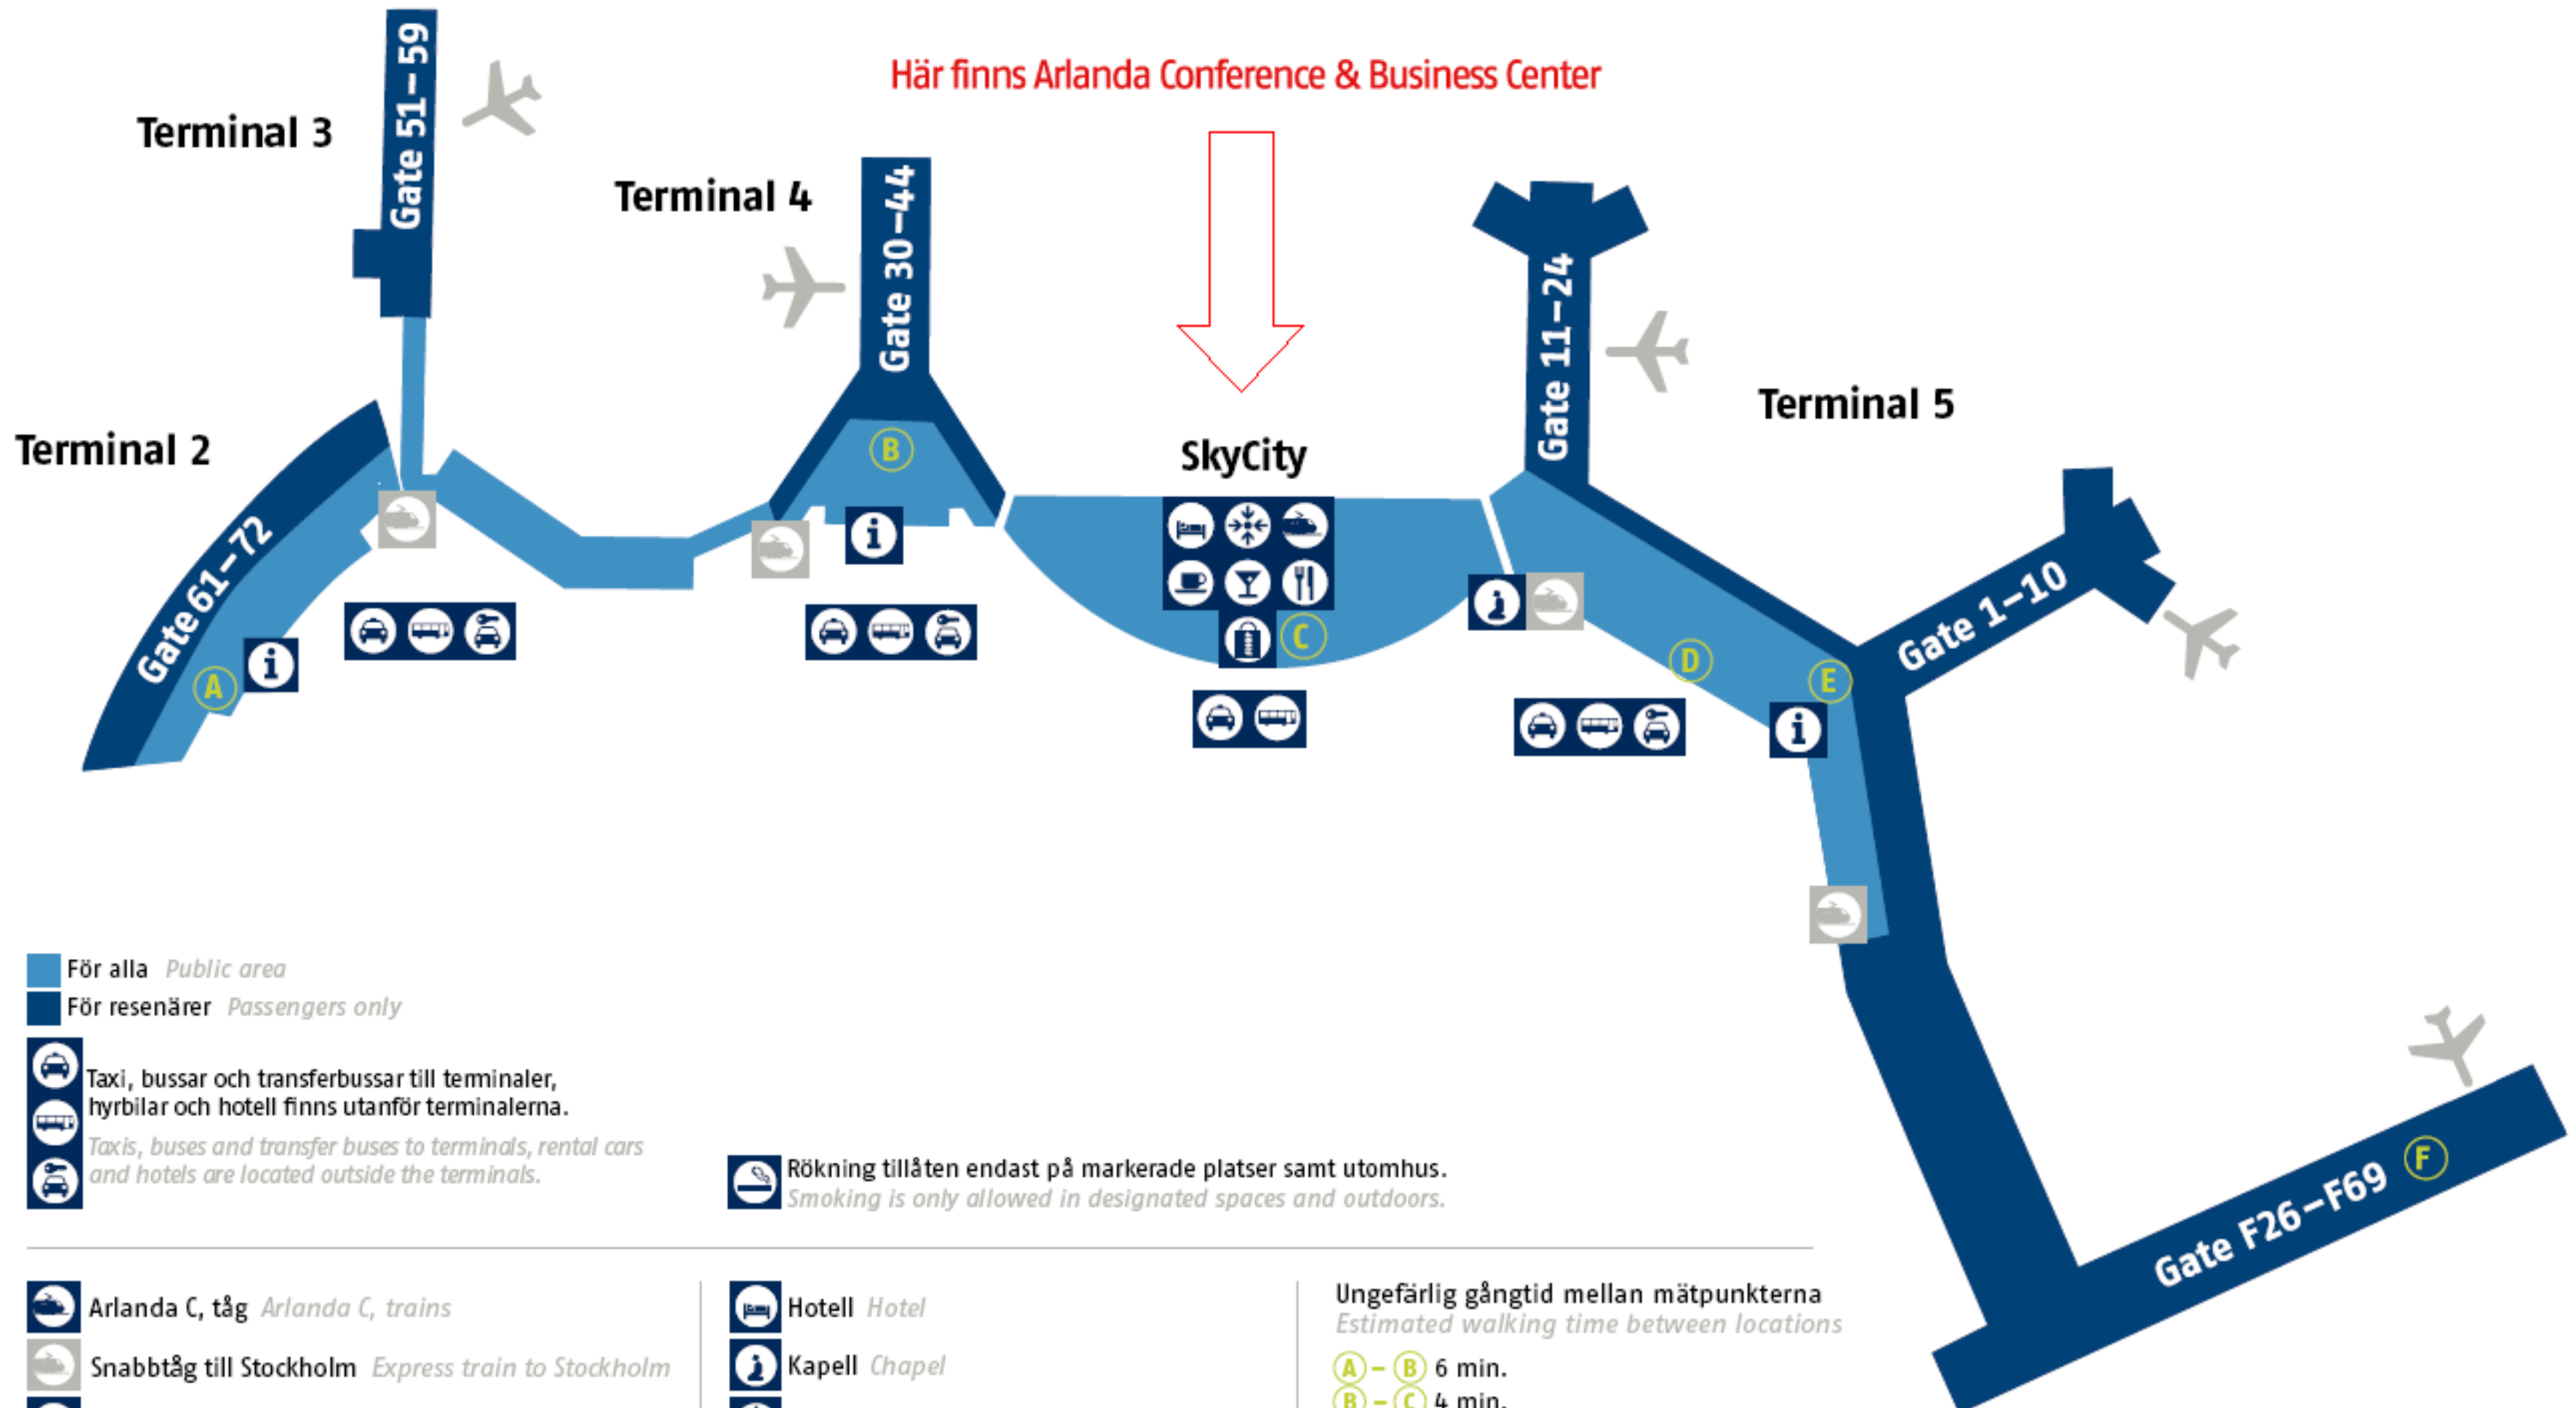 Här finns Arlanda Conference & Business Center
Terminal 3
Gate 51–59
Terminal 4
Gate 30–44
Terminal 2
Gate 61–72
A
B
SkyCity
C
Gate 11–24
Terminal 5
Gate 1–10
D
E
Gate F26–F69
F
För alla Public area
För resenärer Passengers only
Taxi, bussar och transferbussar till terminaler,
hyrbilar och hotell finns utanför terminalerna.
Taxis, buses and transfer buses to terminals, rental cars
and hotels are located outside the terminals.
Rökning tillåten endast på markerade platser samt utomhus.
Smoking is only allowed in designated spaces and outdoors.
Arlanda C, tåg Arlanda C, trains
Snabbtåg till Stockholm Express train to Stockholm
Hotell Hotel
Kapell Chapel
Ungefärlig gångtid mellan mätpunkterna
Estimated walking time between locations
A – B 6 min.
B – C 4 min.